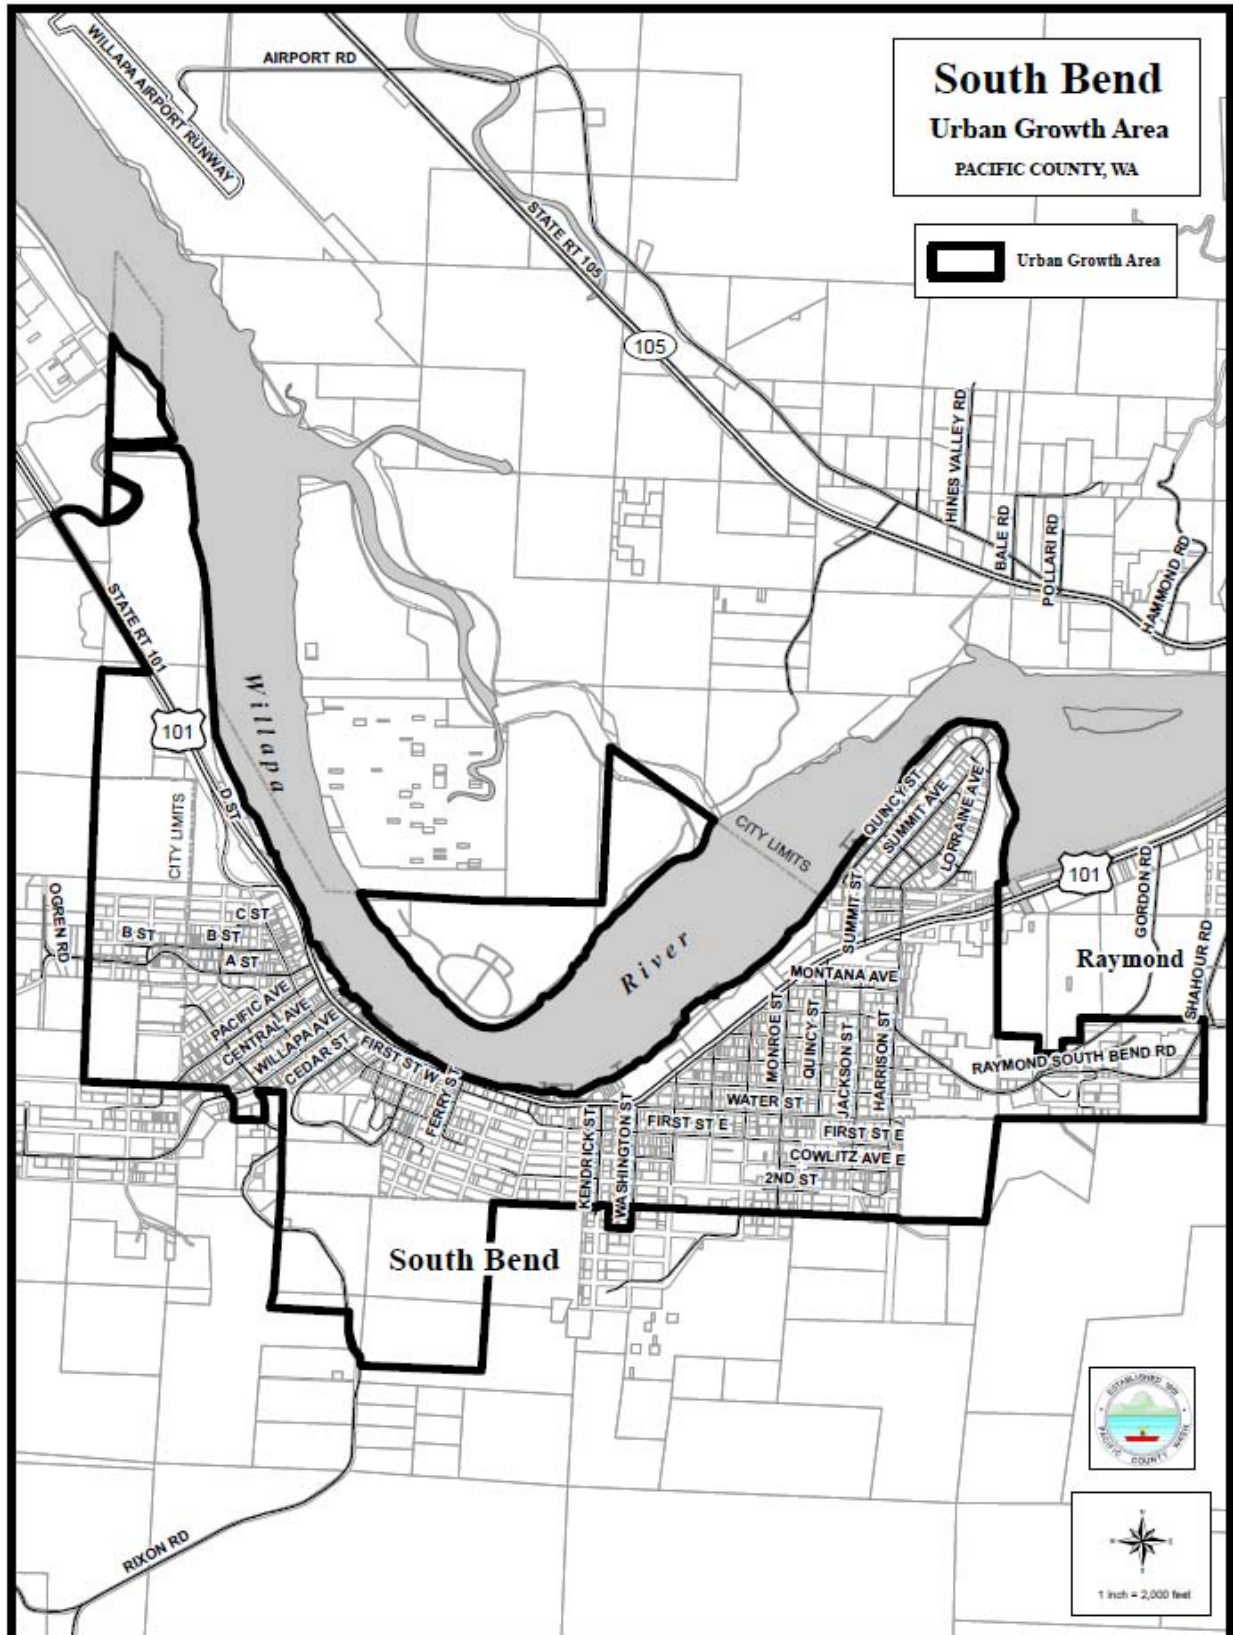 South Bend
Urban Growth Area
PACIFIC COUNTY, WA
Urban Growth Area
WILLAPA AIRPORT RUNWAY
AIRPORT RD
STATE RT 105
105
HINES VALLEY RD
BALE RD
POLLARI RD
HAMMOND RD
STATE RT 101
101
Willapa
D ST
CITY LIMITS
CITY LIMITS
QUINCY ST
SUMMIT AVE
LORRAINE AVE
SUMMIT ST
101
GORDON RD
SHAHOUR RD
Raymond
OGREN RD
C ST
B ST
B ST
A ST
River
MONTANA AVE
PACIFIC AVE
CENTRAL AVE
WILLAPA AVE
CEDAR ST
FIRST ST W
FERRY ST
MONROE ST
QUINCY ST
JACKSON ST
HARRISON ST
RAYMOND SOUTH BEND RD
WATER ST
FIRST ST E
FIRST ST E
COWLITZ AVE E
2ND ST
KENDRICK ST
WASHINGTON ST
South Bend
RIXON RD
ESTABLISHED 1851
PACIFIC COUNTY WASH
N
E
S
W
1 inch = 2,000 feet